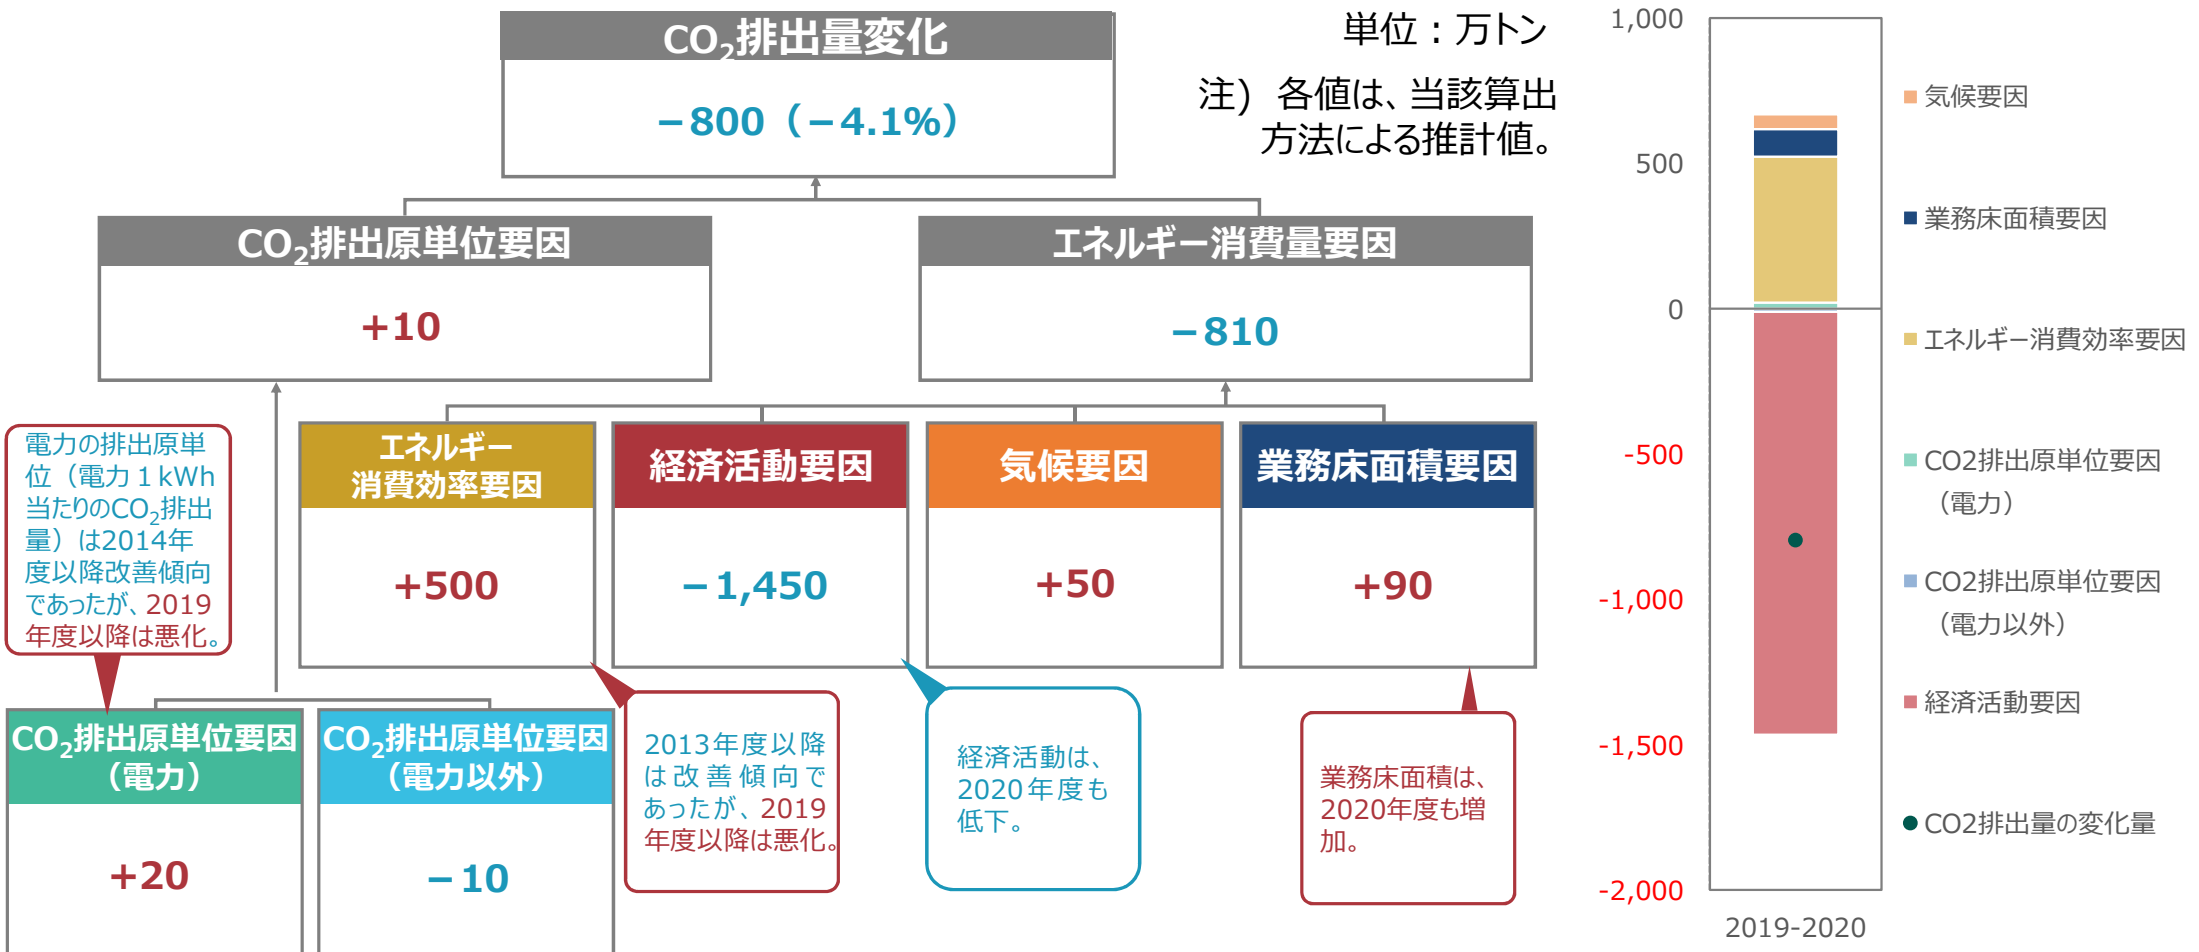 CO2排出量変化
−800（−4.1%）
単位：万トン
注） 各値は、当該算出
方法による推計値。
CO2排出原単位要因
+10
エネルギー消費量要因
−810
電力の排出原単
位（電力１kWh
当たりのCO2排出
量）は2014年
度以降改善傾向
であったが、2019
年度以降は悪化。
エネルギー
消費効率要因
+500
経済活動要因
−1,450
気候要因
+50
業務床面積要因
+90
CO2排出原単位要因
（電力）
+20
CO2排出原単位要因
（電力以外）
−10
2013年度以降
は改善傾向で
あったが、2019
年度以降は悪化。
経済活動は、
2020年度も
低下。
業務床面積は、
2020年度も増
加。
1,000
500
0
-500
-1,000
-1,500
-2,000
2019-2020
気候要因
業務床面積要因
エネルギー消費効率要因
CO2排出原単位要因
（電力）
CO2排出原単位要因
（電力以外）
経済活動要因
CO2排出量の変化量